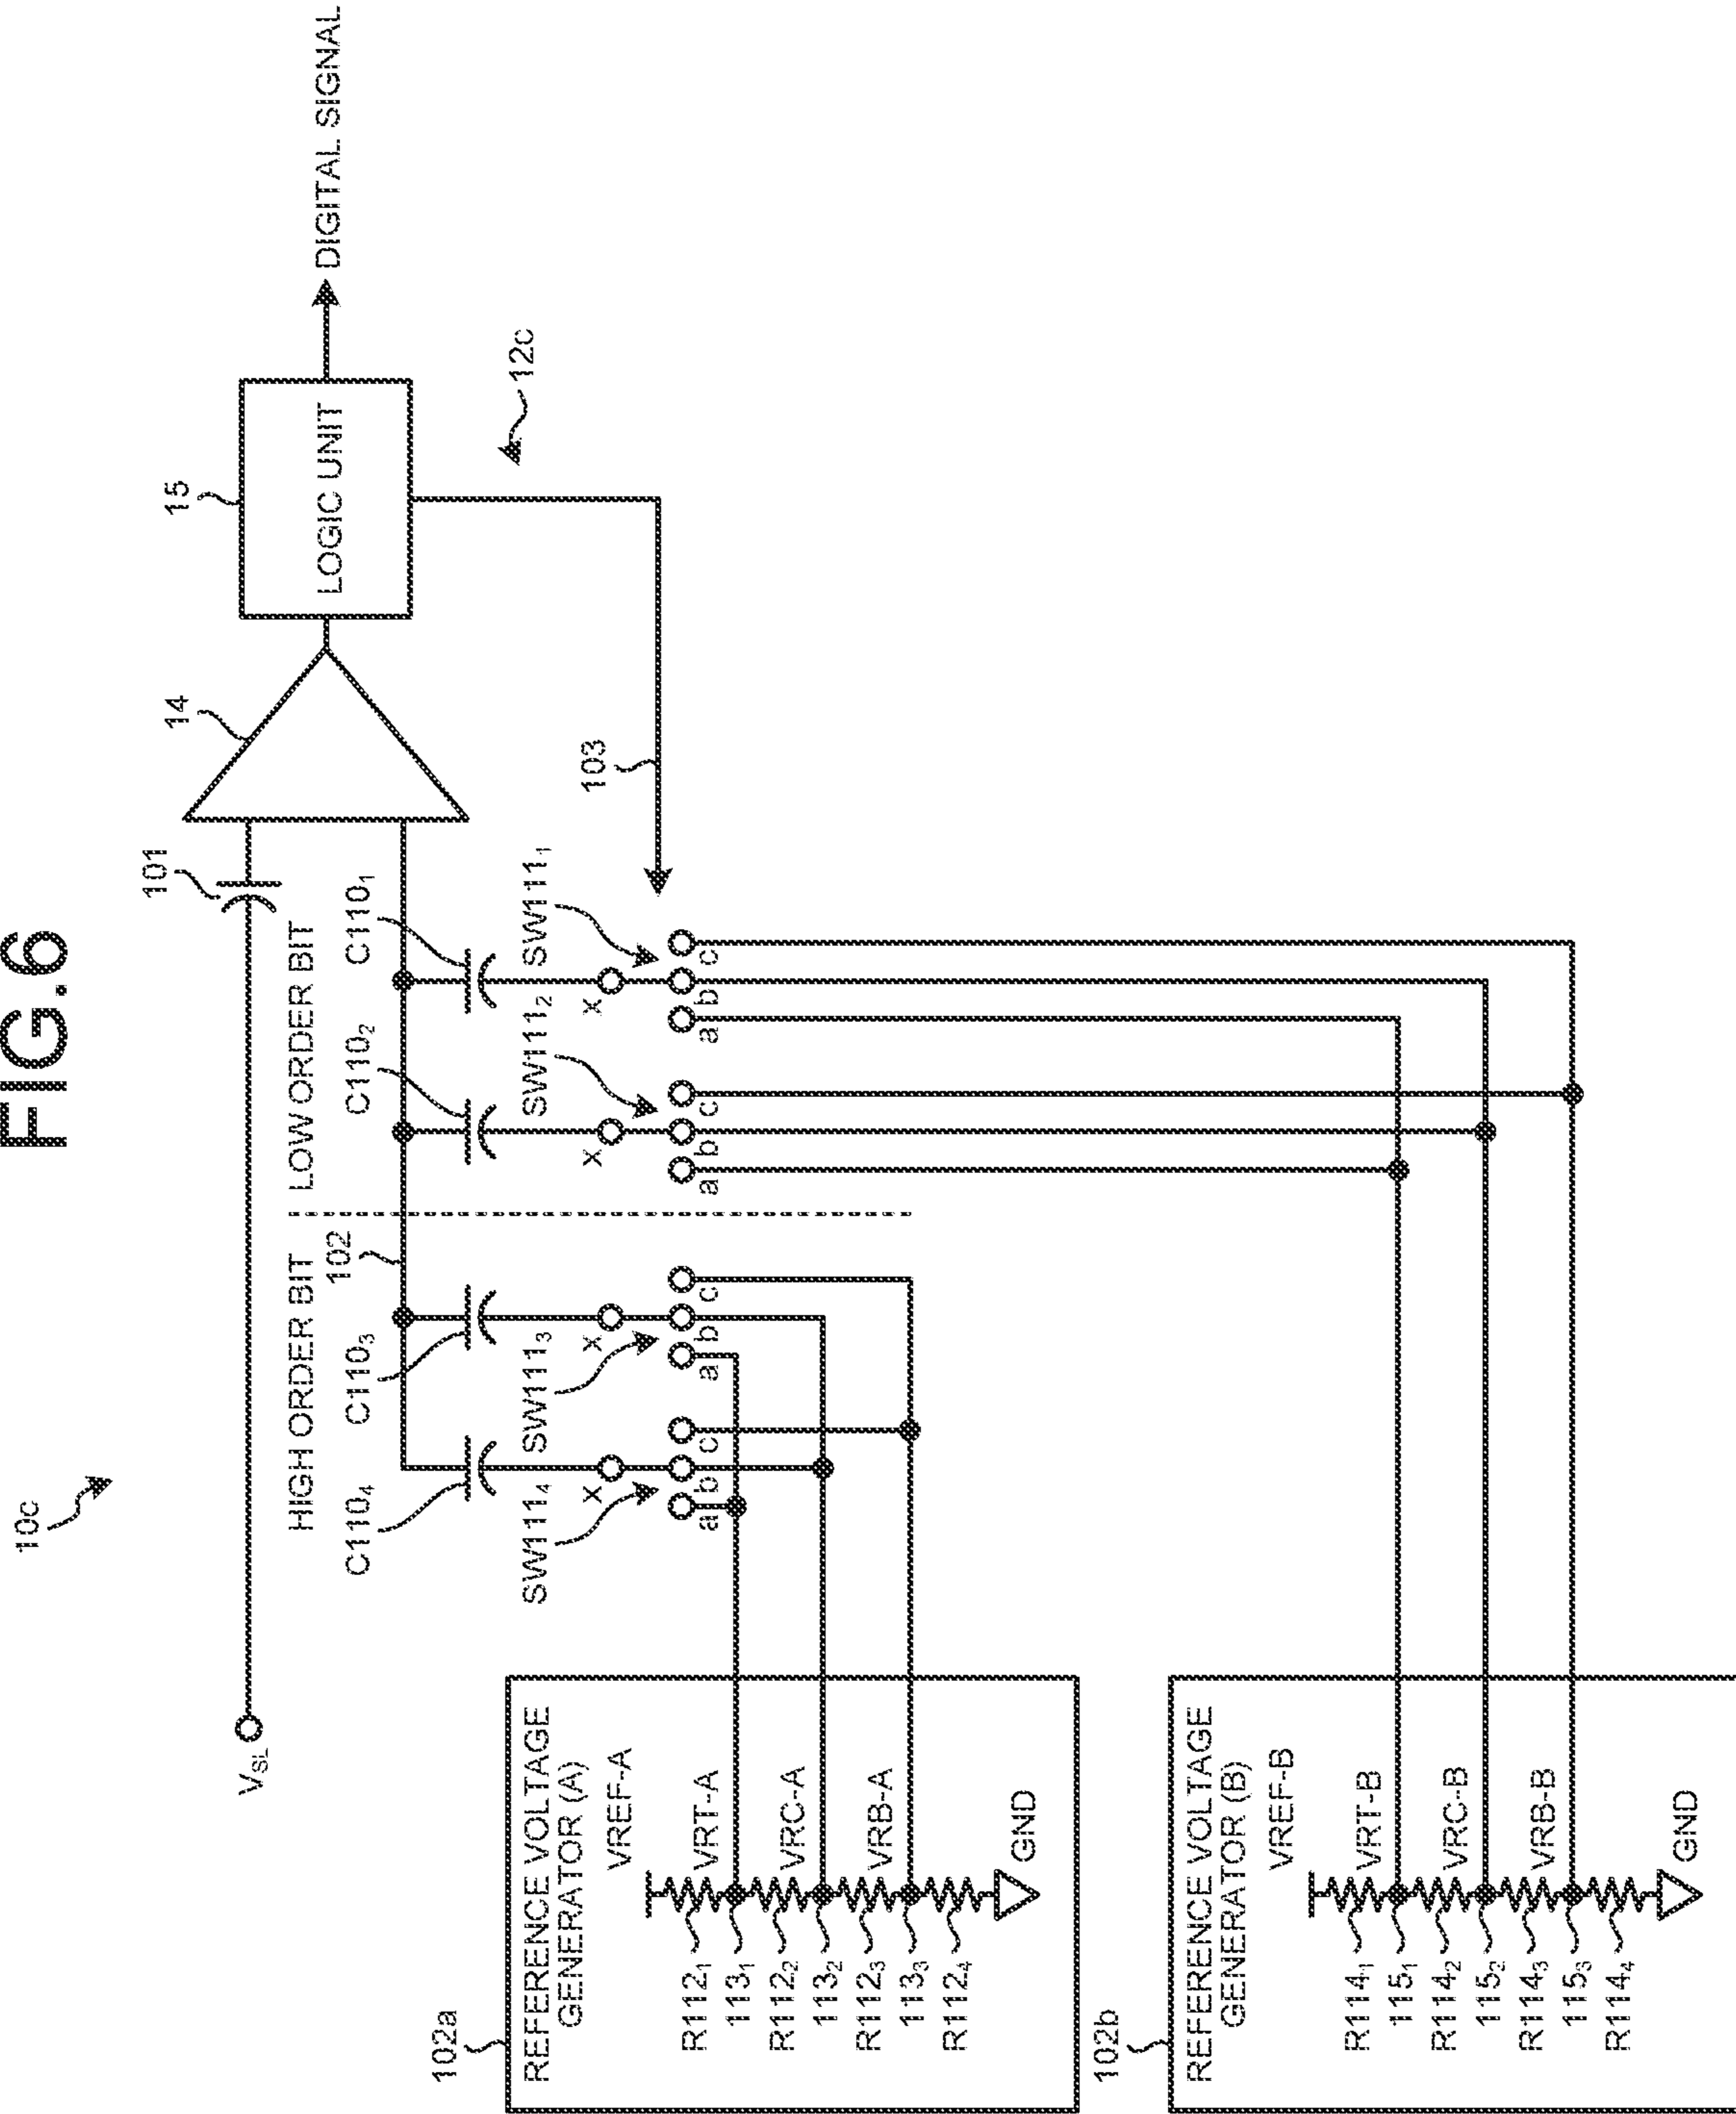 FIG.6
10c
V_SL
101
14
15
LOGIC UNIT
DIGITAL SIGNAL
12c
103
HIGH ORDER BIT
LOW ORDER BIT
102
C110₄
C110₃
C110₂
C110₁
x
x
x
x
SW111₄
SW111₃
SW111₂
SW111₁
a b c
a b c
a b c
a b c
102a
REFERENCE VOLTAGE
GENERATOR (A)
VREF-A
R112₁
VRT-A
113₁
R112₂
VRC-A
113₂
R112₃
VRB-A
113₃
R112₄
GND
102b
REFERENCE VOLTAGE
GENERATOR (B)
VREF-B
R114₁
VRT-B
115₁
R114₂
VRC-B
115₂
R114₃
VRB-B
115₃
R114₄
GND